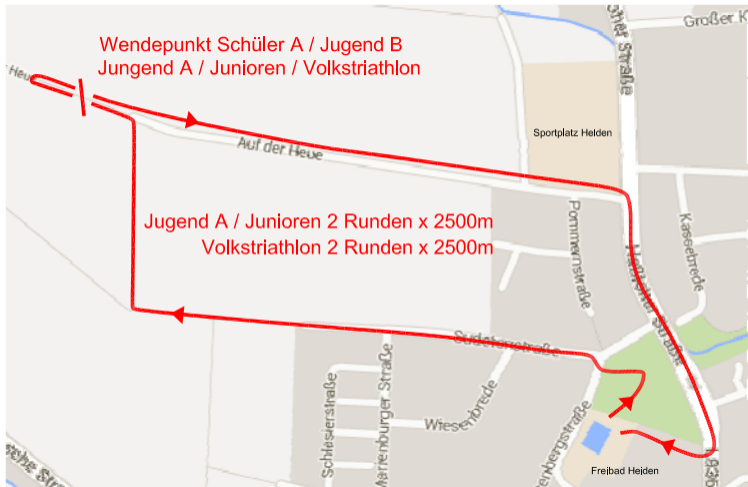 Großer K
Wendepunkt Schüler A / Jugend B
Jungend A / Junioren / Volkstriathlon
Sportplatz Helden
Auf der Heue
Jugend A / Junioren 2 Runden x 2500m
Volkstriathlon 2 Runden x 2500m
Pommernstraße
Kassebrede
Sudetenstraße
Schlesierstraße
Marienburger Straße
Wiesenbrede
Freibad Heiden